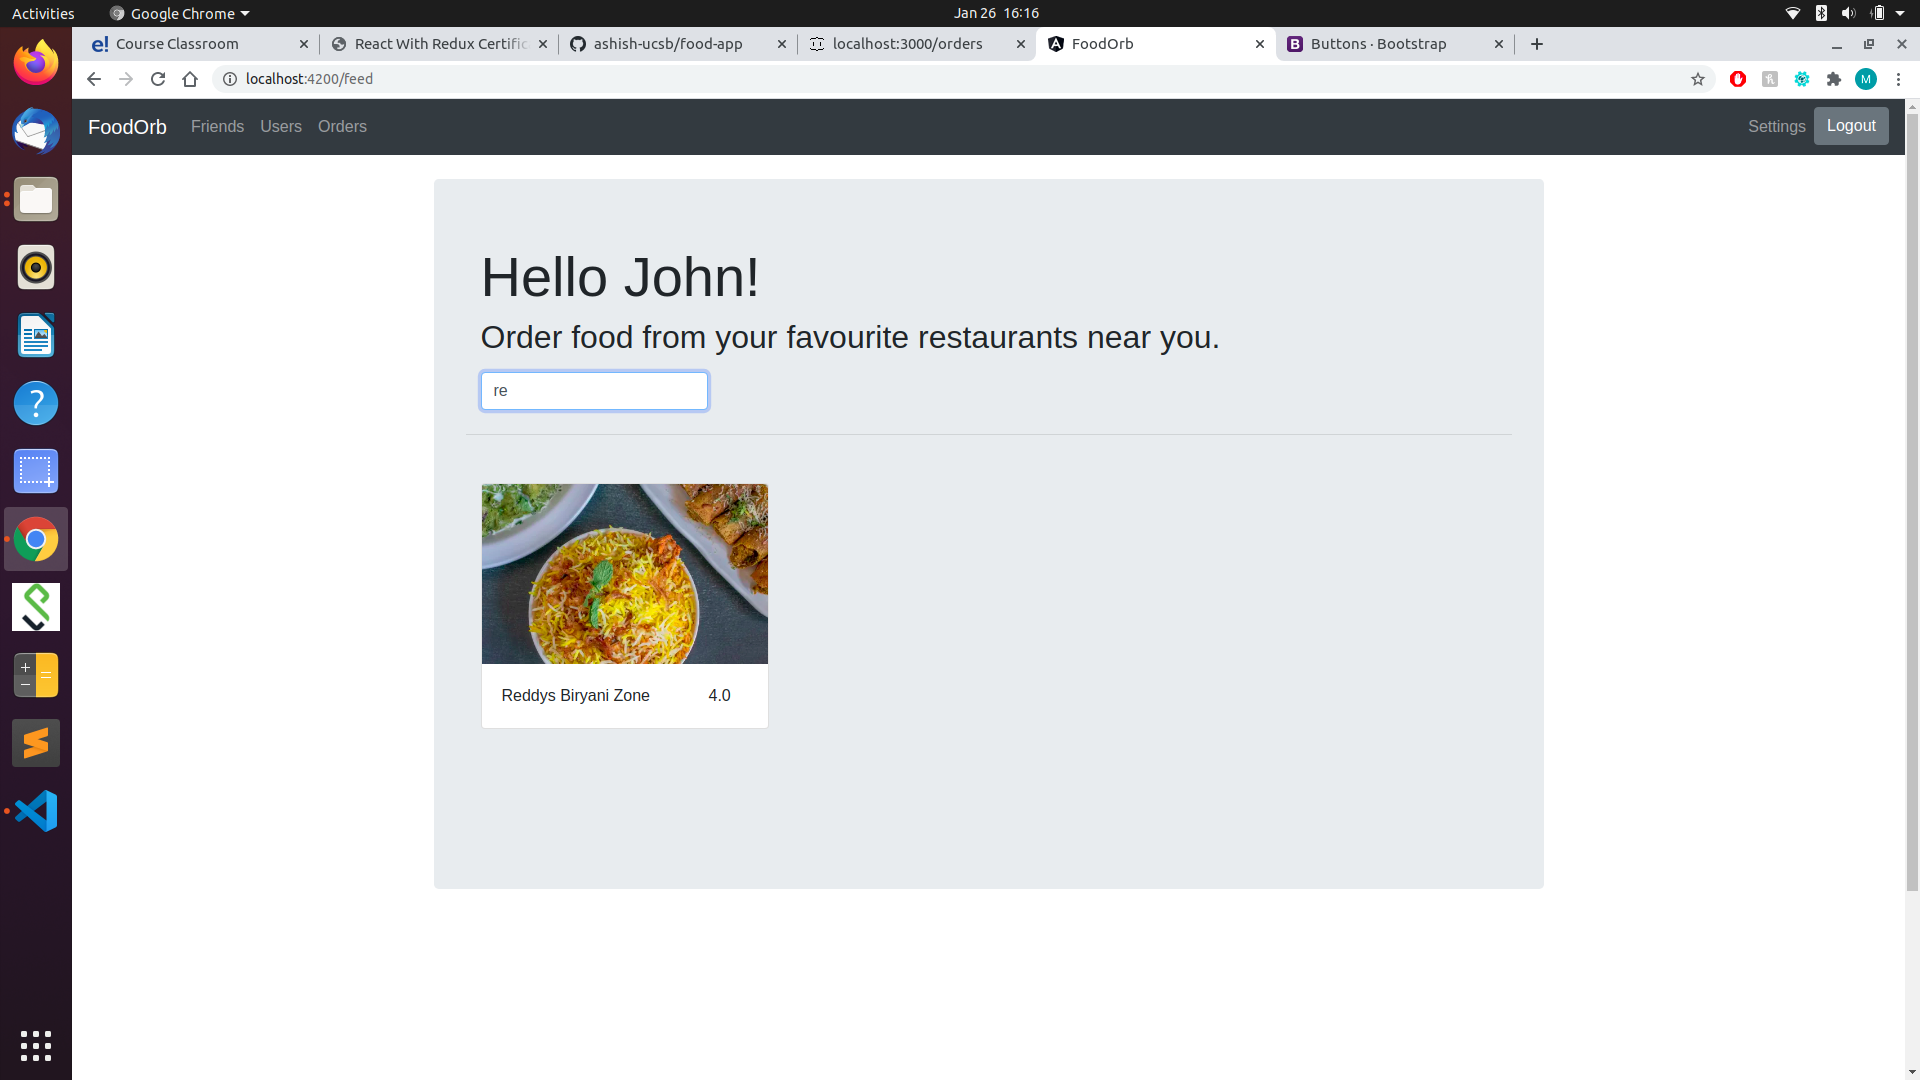 Activities
Google Chrome
Jan 26 16:16
e! Course Classroom
React With Redux Certific
ashish-ucsb/food-app
localhost:3000/orders
FoodOrb
B Buttons · Bootstrap
localhost:4200/feed
M
FoodOrb
Friends
Users
Orders
Settings
Logout
Hello John!
Order food from your favourite restaurants near you.
re
Reddys Biryani Zone
4.0